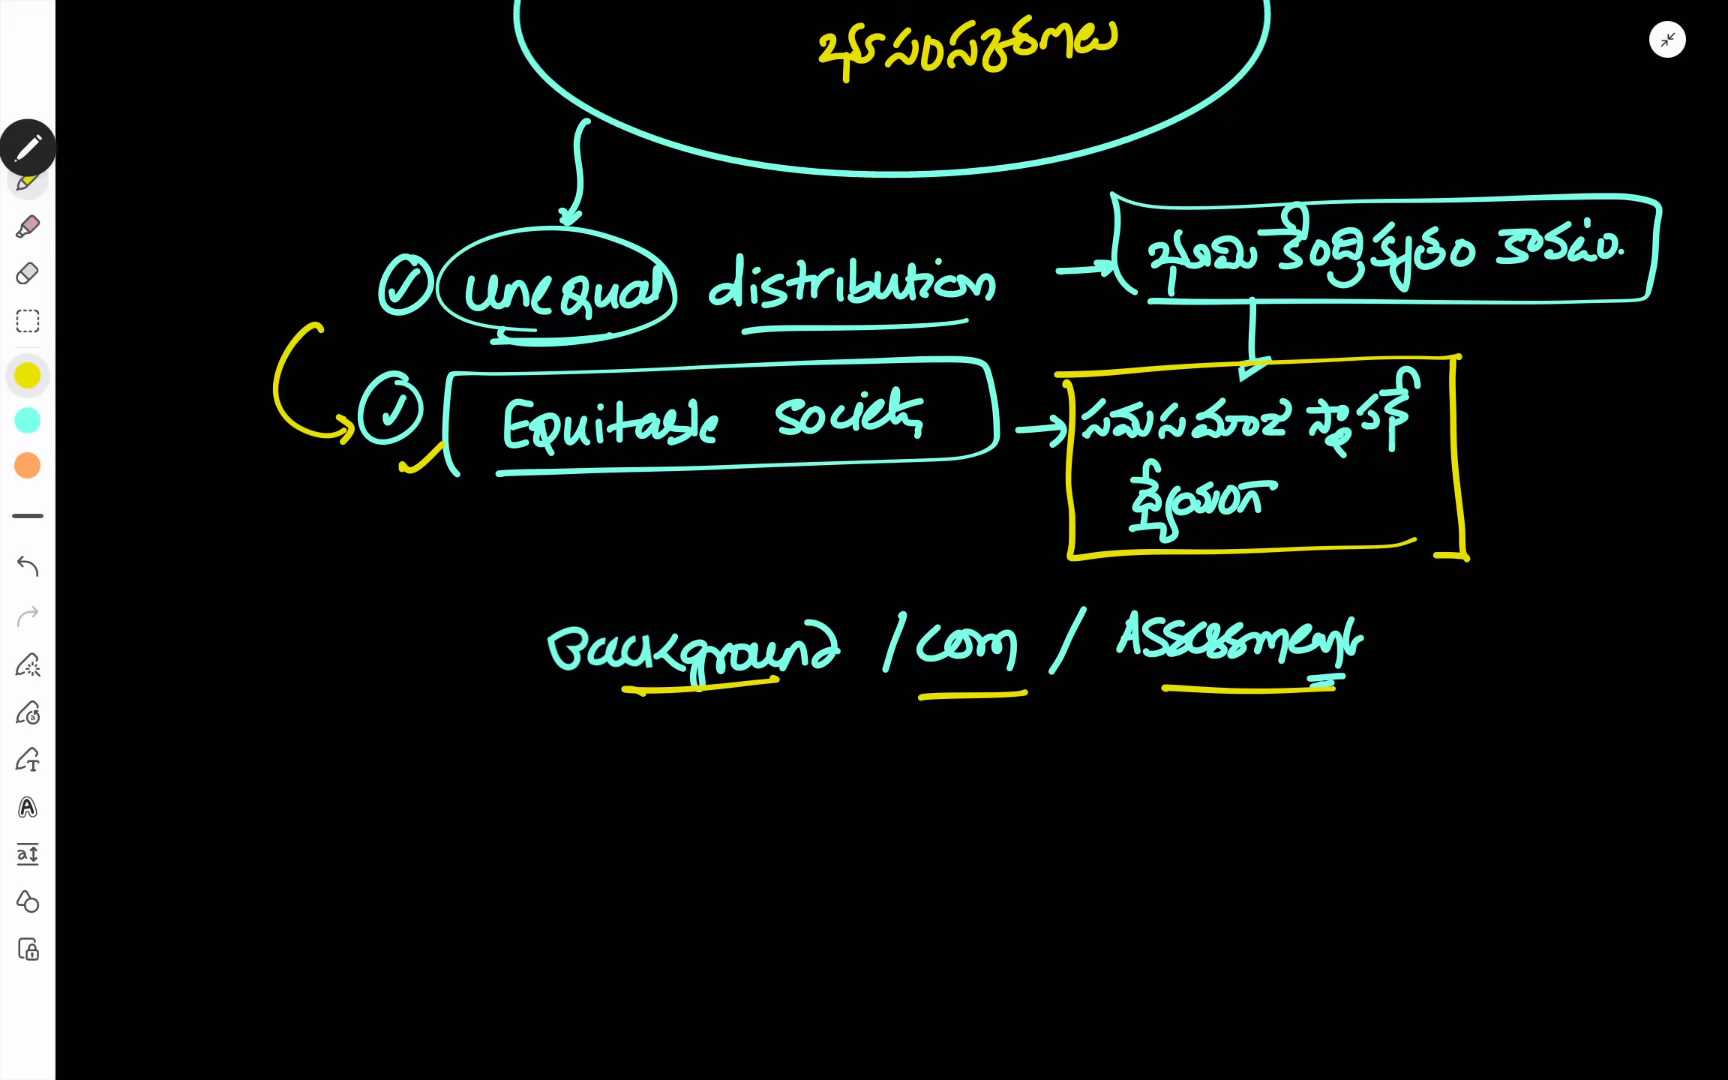 భూసంస్కరణలు
unequal distribution → భూమి కేంద్రీకృతం కావడం.
Equitable society → సమసమాజ స్థాపనే
ధ్యేయంగా
Background / com / Assessment